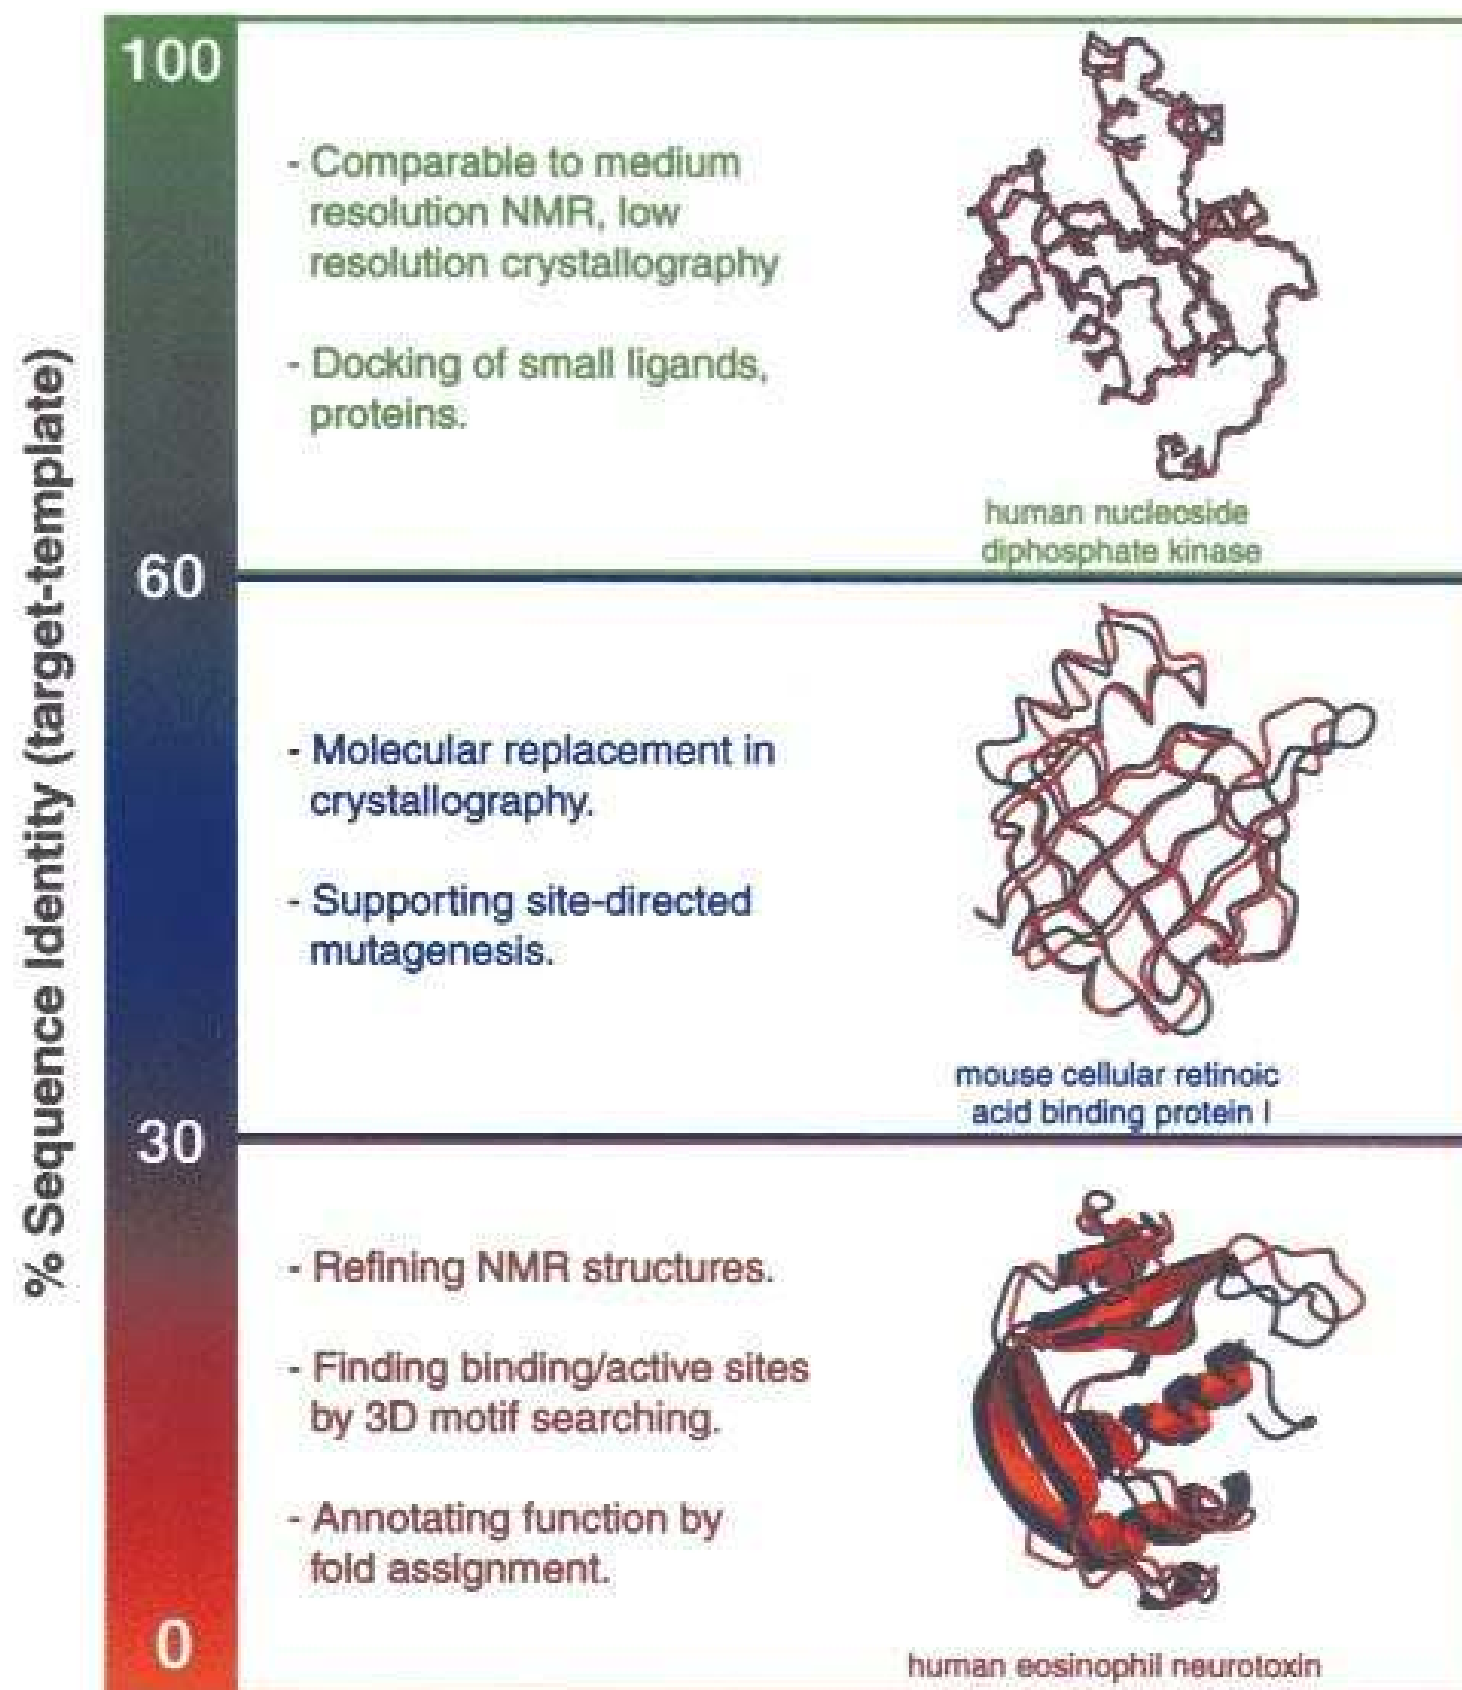 % Sequence Identity (target-template)
100
- Comparable to medium
resolution NMR, low
resolution crystallography
- Docking of small ligands,
proteins.
human nucleoside
diphosphate kinase
60
- Molecular replacement in
crystallography.
- Supporting site-directed
mutagenesis.
mouse cellular retinoic
acid binding protein I
30
- Refining NMR structures.
- Finding binding/active sites
by 3D motif searching.
- Annotating function by
fold assignment.
0
human eosinophil neurotoxin